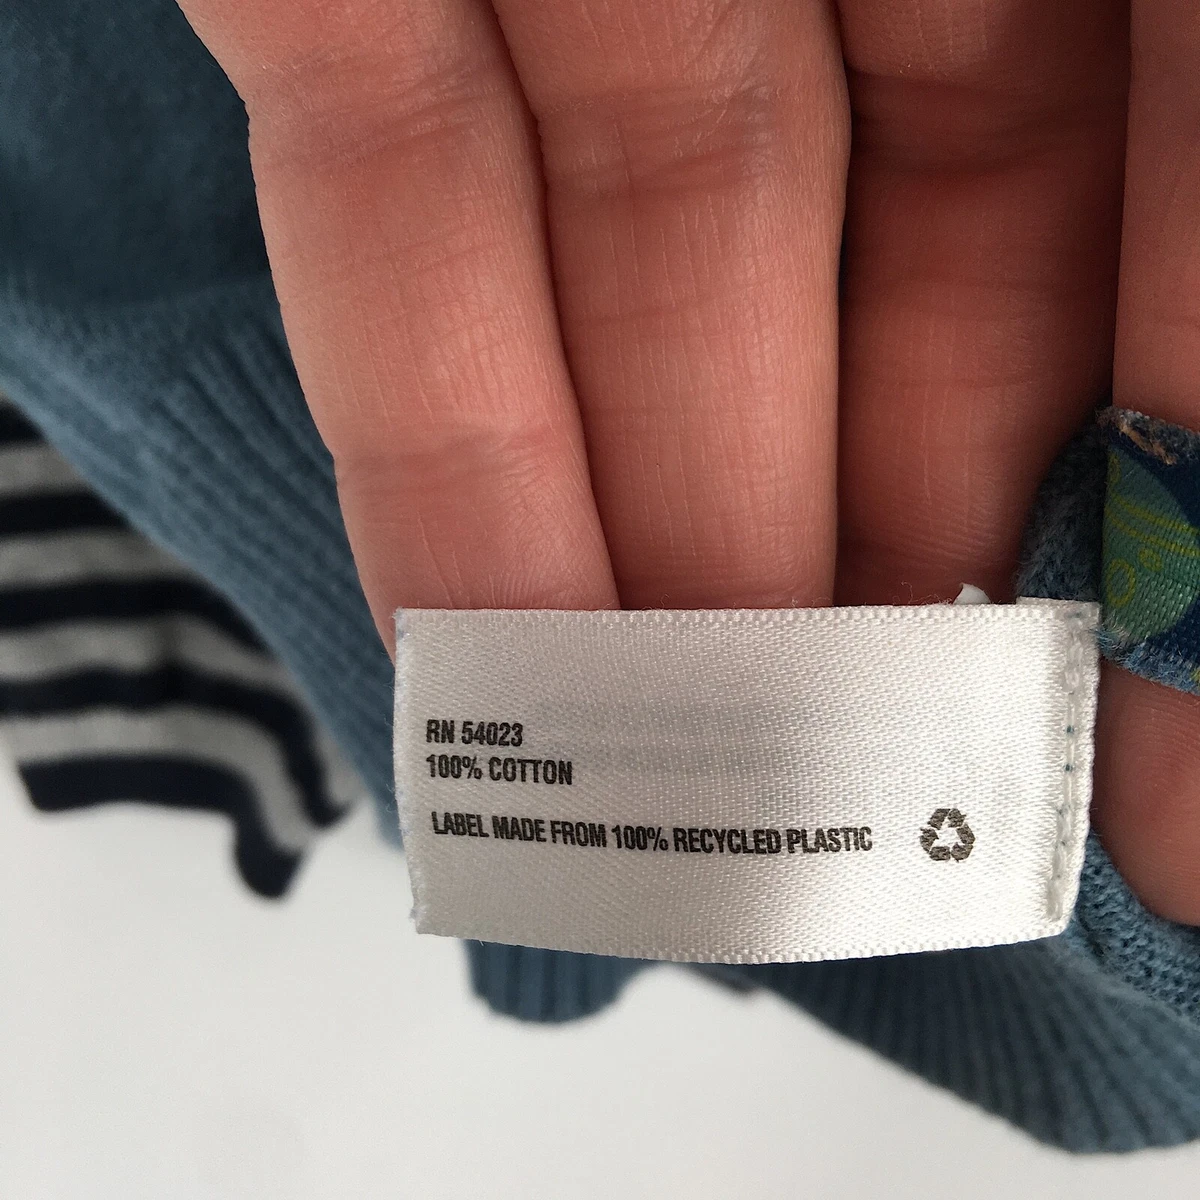 RN 54023
100% COTTON
LABEL MADE FROM 100% RECYCLED PLASTIC